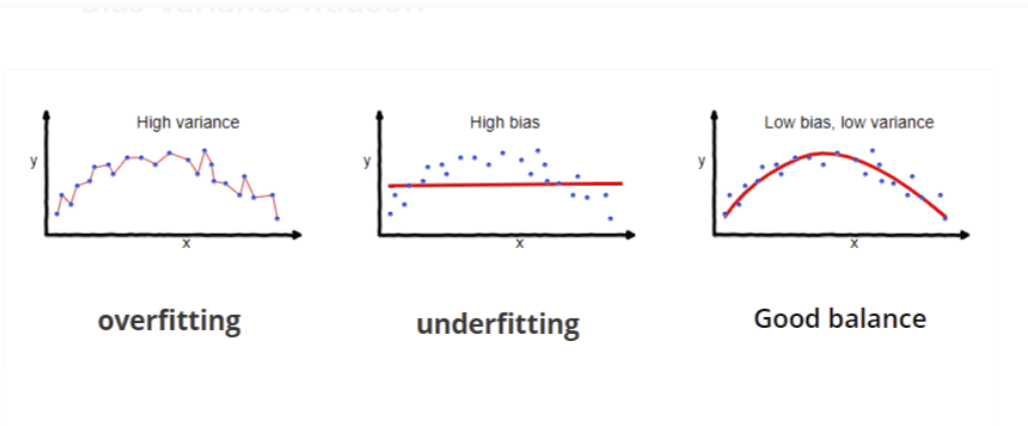 High variance
y
x
overfitting
High bias
y
x
underfitting
Low bias, low variance
y
x
Good balance